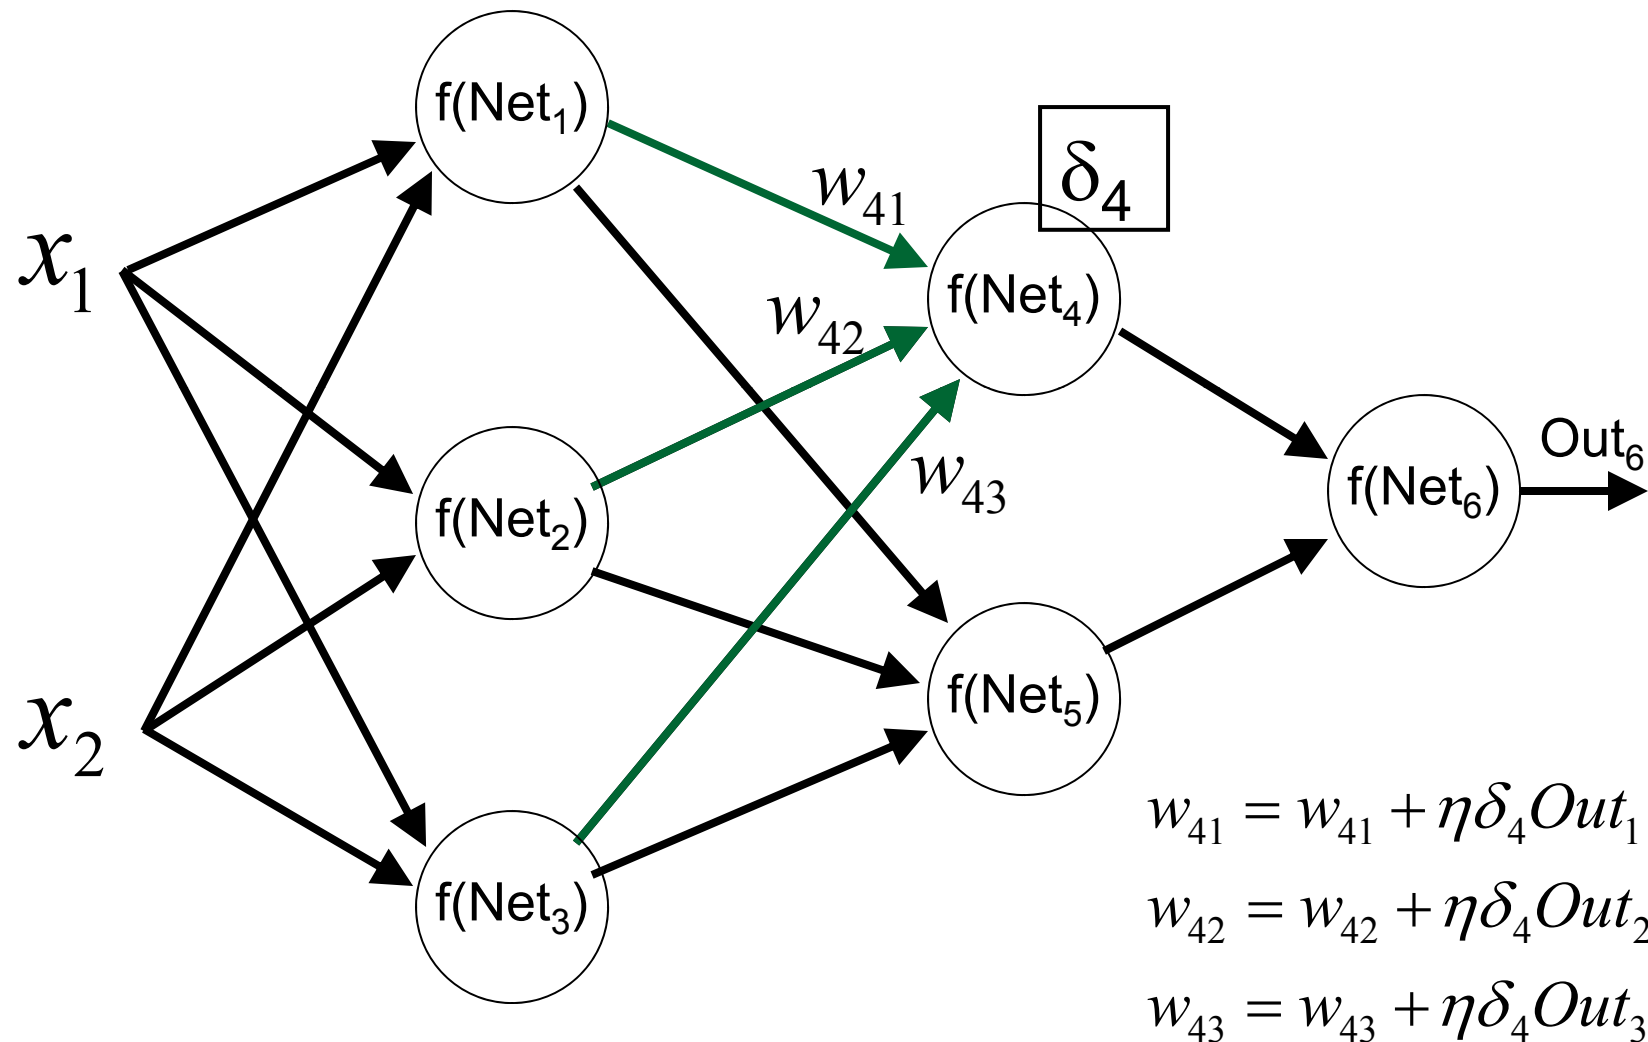 f(Net₁)
δ₄
w₄₁
x₁
f(Net₄)
w₄₂
Out₆
w₄₃
f(Net₆)
f(Net₂)
x₂
f(Net₅)
w₄₁ = w₄₁ + ηδ₄Out₁
f(Net₃)
w₄₂ = w₄₂ + ηδ₄Out₂
w₄₃ = w₄₃ + ηδ₄Out₃